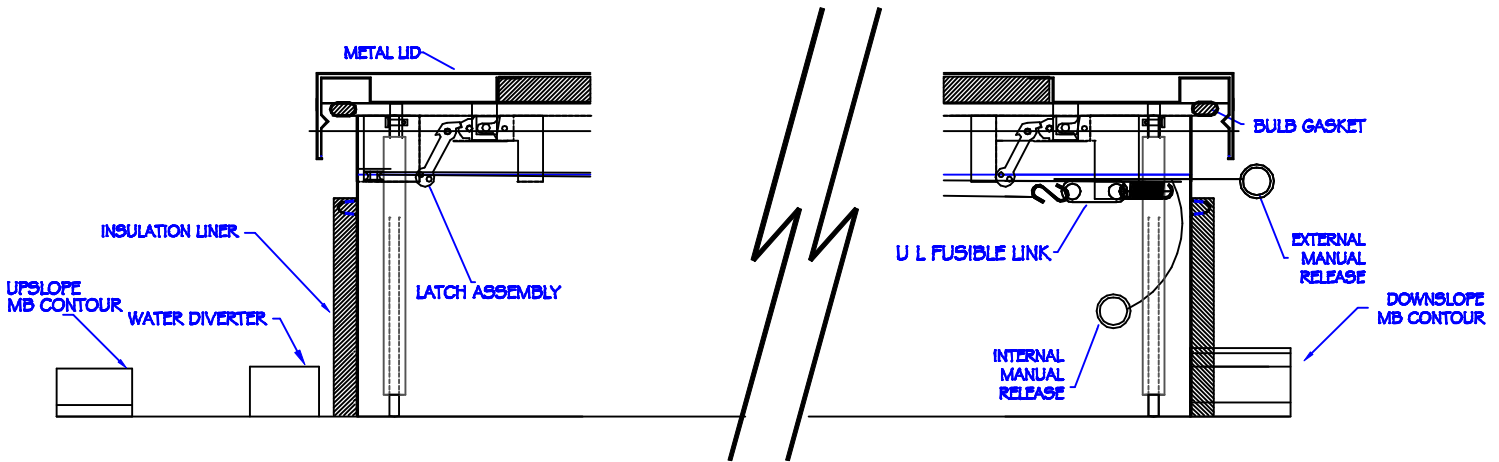 METAL LID
BULB GASKET
INSULATION LINER
U L FUSIBLE LINK
EXTERNAL
MANUAL
RELEASE
UPSLOPE
MB CONTOUR
LATCH ASSEMBLY
WATER DIVERTER
DOWNSLOPE
MB CONTOUR
INTERNAL
MANUAL
RELEASE